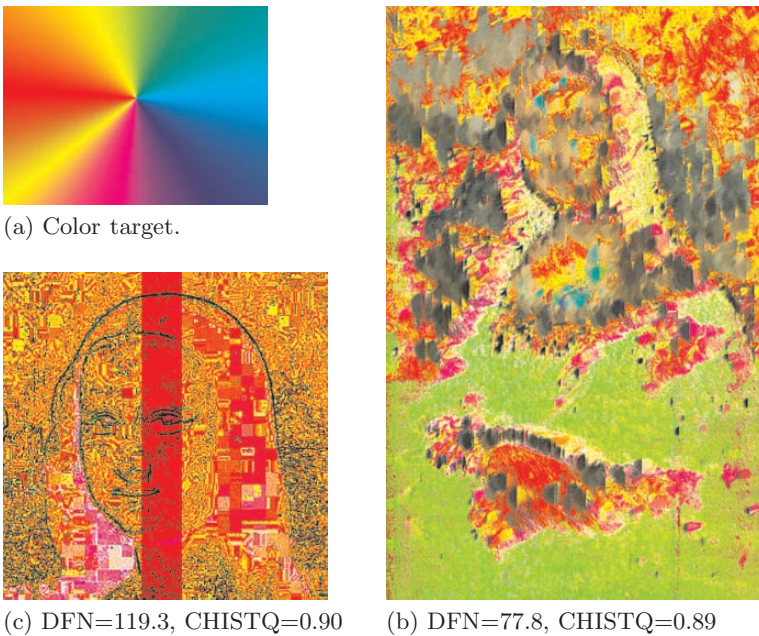 (a) Color target.
(c) DFN=119.3, CHISTQ=0.90
(b) DFN=77.8, CHISTQ=0.89